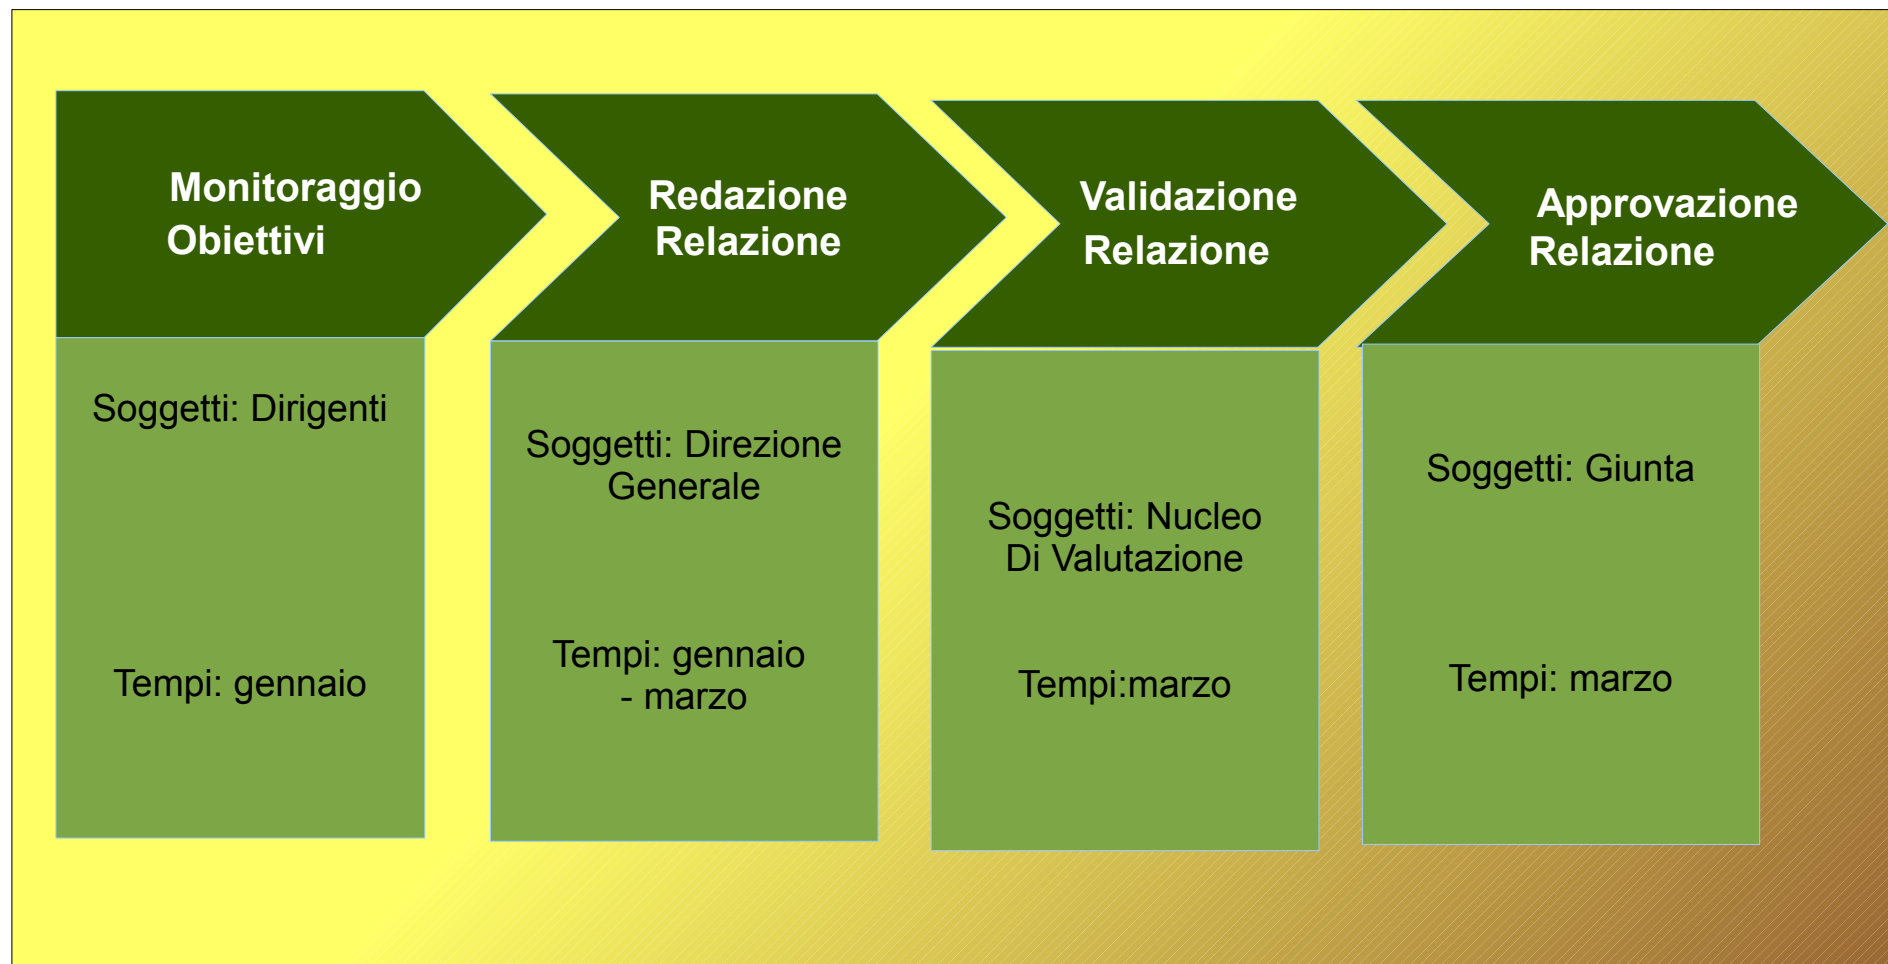 Monitoraggio
Obiettivi
Soggetti: Dirigenti
Tempi: gennaio
Redazione
Relazione
Soggetti: Direzione
Generale
Tempi: gennaio
- marzo
Validazione
Relazione
Soggetti: Nucleo
Di Valutazione
Tempi:marzo
Approvazione
Relazione
Soggetti: Giunta
Tempi: marzo